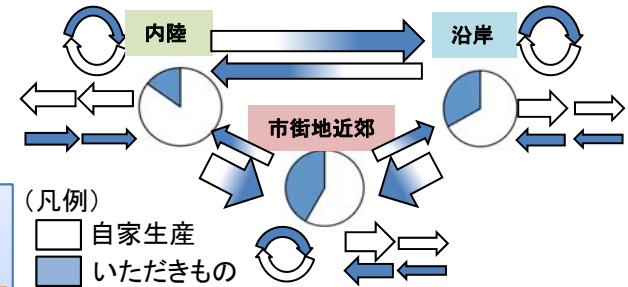 内陸
沿岸
市街地近郊
（凡例）
自家生産
いただきもの